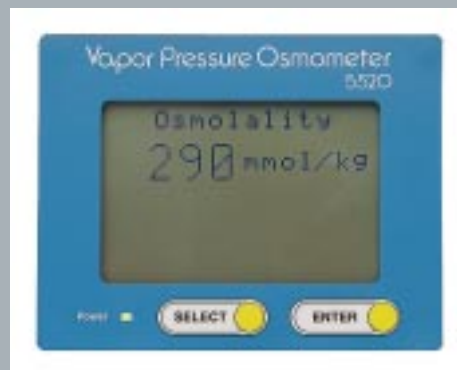 Vapor Pressure Osmometer
5520
Osmolality
290 mmol/kg
Power
SELECT
ENTER